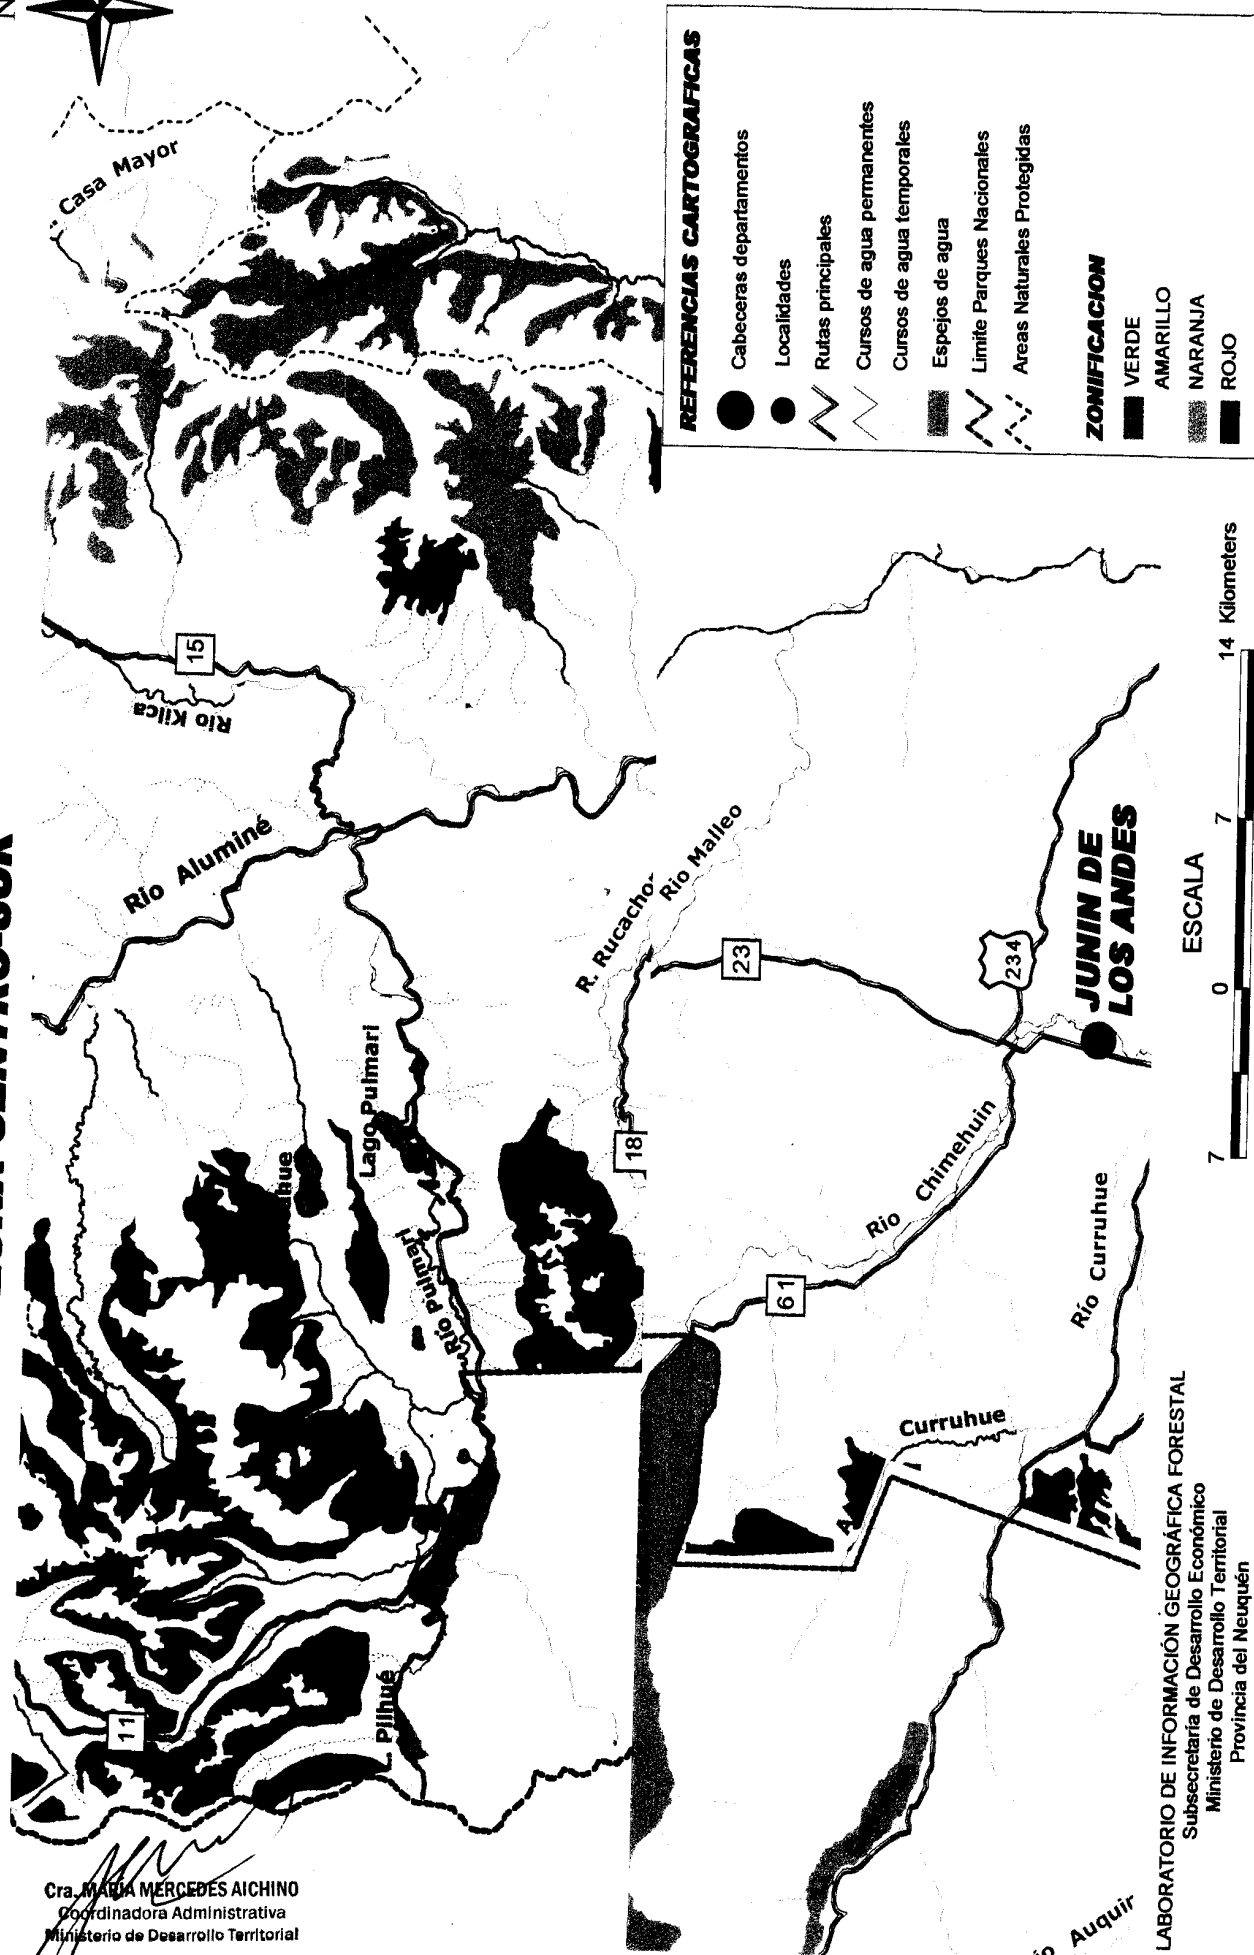 N
Casa Mayor
15
Rio Kilca
Rio Aluminé
Lago Pulmari
Río Pulmari
R. Rucacho
Rio Malleo
18
23
234
JUNIN DE
LOS ANDES
Rio Chimehuin
61
Rio Curruhue
Curruhue
11
L. Pilhué
Auquir
REFERENCIAS CARTOGRAFICAS
Cabeceras departamentos
Localidades
Rutas principales
Cursos de agua permanentes
Cursos de agua temporales
Espejos de agua
Limite Parques Nacionales
Areas Naturales Protegidas
ZONIFICACION
VERDE
AMARILLO
NARANJA
ROJO
ESCALA
7 0 7 14 Kilometers
LABORATORIO DE INFORMACIÓN GEOGRÁFICA FORESTAL
Subsecretaría de Desarrollo Económico
Ministerio de Desarrollo Territorial
Provincia del Neuquén
Cra. MARIA MERCEDES AICHINO
Coordinadora Administrativa
Ministerio de Desarrollo Territorial